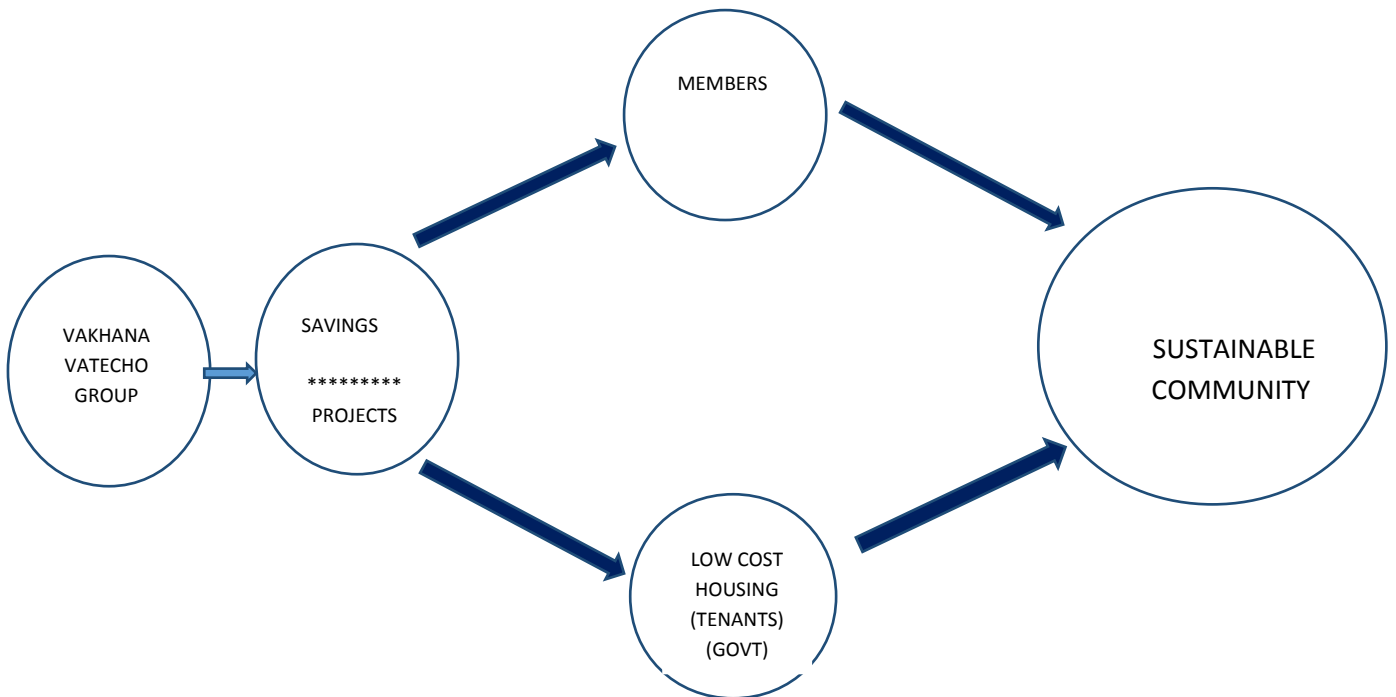 MEMBERS
VAKHANA
VATECHO
GROUP
SAVINGS
*********
PROJECTS
SUSTAINABLE
COMMUNITY
LOW COST
HOUSING
(TENANTS)
(GOVT)